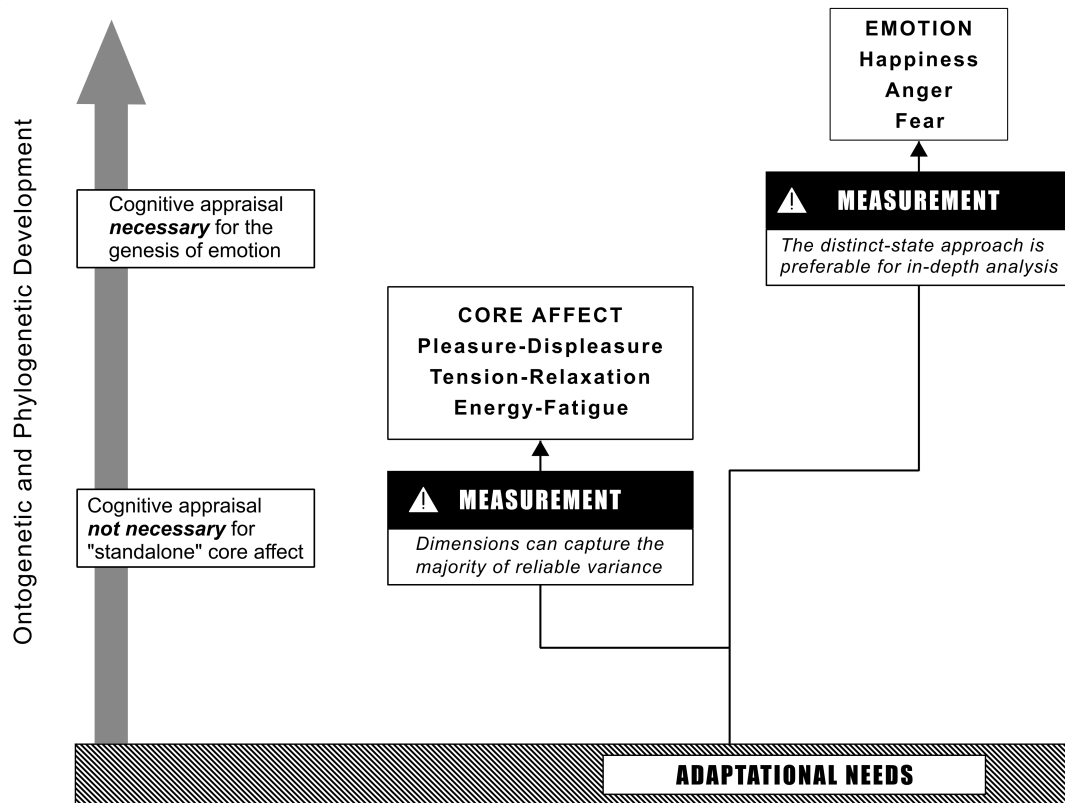 Ontogenetic and Phylogenetic Development
EMOTION
Happiness
Anger
Fear
MEASUREMENT
The distinct-state approach is
preferable for in-depth analysis
Cognitive appraisal
necessary for the
genesis of emotion
CORE AFFECT
Pleasure-Displeasure
Tension-Relaxation
Energy-Fatigue
MEASUREMENT
Dimensions can capture the
majority of reliable variance
Cognitive appraisal
not necessary for
"standalone" core affect
ADAPTATIONAL NEEDS